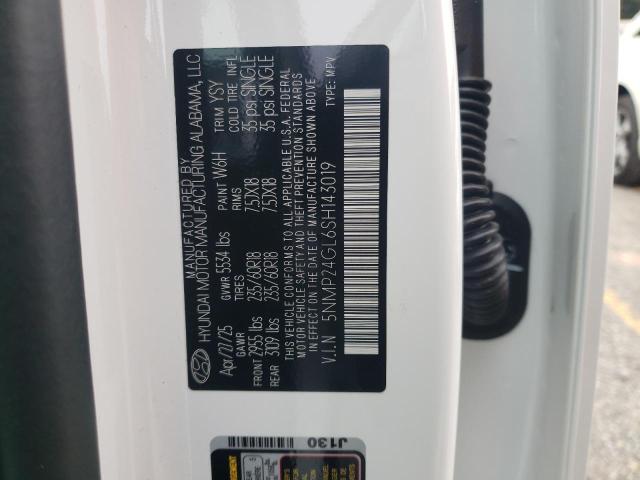 MANUFACTURED BY
HYUNDAI MOTOR MANUFACTURING ALABAMA, LLC
Apr/27/25 GVWR 5534 lbs PAINT W6H TRIM YSY
GAWR TIRES RIMS COLD TIRE INFL
FRONT 2955 lbs 235/60R18 7.5JX18 35 psi SINGLE
REAR 3109 lbs 235/60R18 7.5JX18 35 psi SINGLE
THIS VEHICLE CONFORMS TO ALL APPLICABLE U.S.A. FEDERAL
MOTOR VEHICLE SAFETY AND THEFT PREVENTION STANDARDS
IN EFFECT ON THE DATE OF MANUFACTURE SHOWN ABOVE
V.I.N 5NMP24GL6SH143019 TYPE: MPV
J130